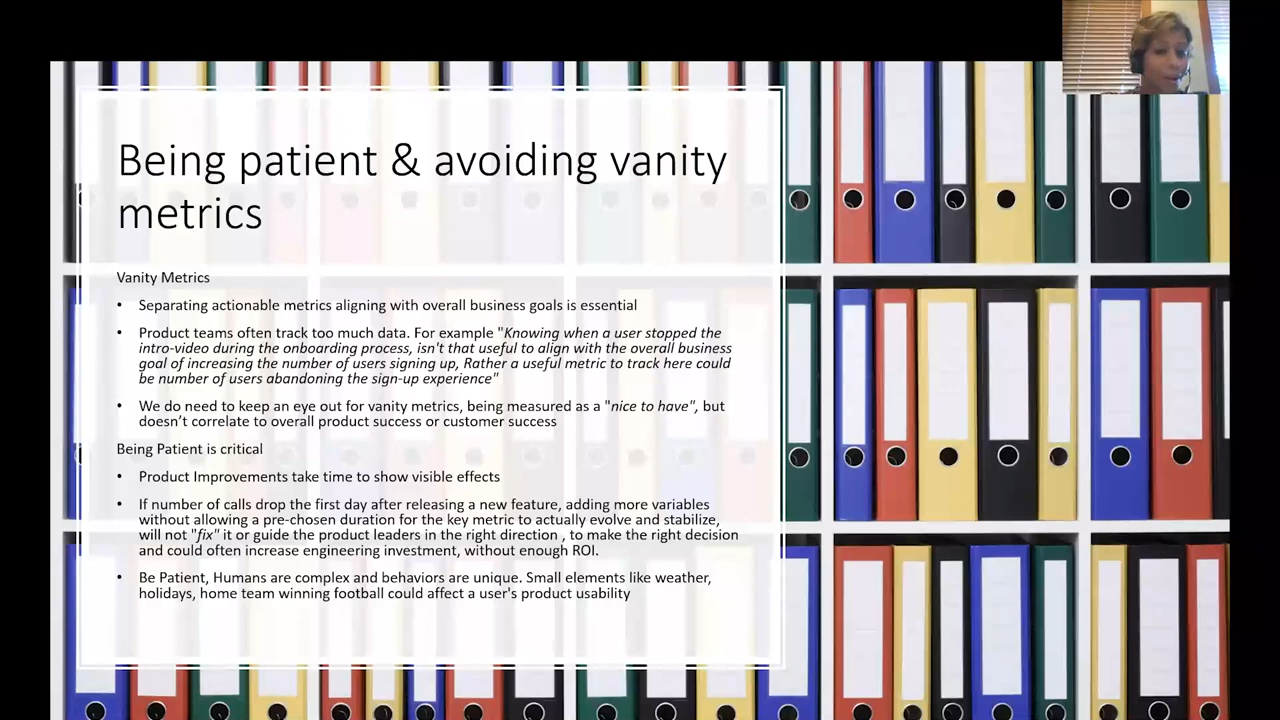 Being patient & avoiding vanity
metrics
Vanity Metrics
• Separating actionable metrics aligning with overall business goals is essential
• Product teams often track too much data. For example "Knowing when a user stopped the
intro-video during the onboarding process, isn't that useful to align with the overall business
goal of increasing the number of users signing up, Rather a useful metric to track here could
be number of users abandoning the sign-up experience"
• We do need to keep an eye out for vanity metrics, being measured as a "nice to have", but
doesn't correlate to overall product success or customer success
Being Patient is critical
• Product Improvements take time to show visible effects
• If number of calls drop the first day after releasing a new feature, adding more variables
without allowing a pre-chosen duration for the key metric to actually evolve and stabilize,
will not "fix" it or guide the product leaders in the right direction , to make the right decision
and could often increase engineering investment, without enough ROI.
• Be Patient, Humans are complex and behaviors are unique. Small elements like weather,
holidays, home team winning football could affect a user's product usability